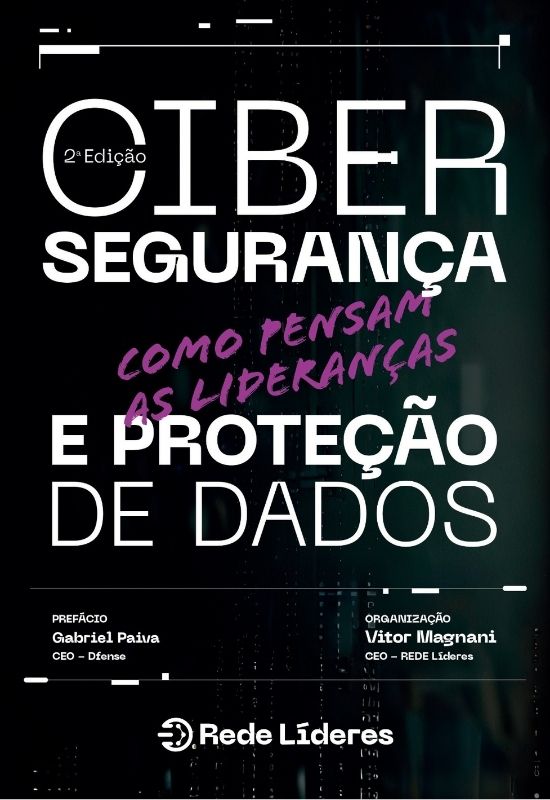 CIBER
2ª Edição
SEGURANÇA
COMO PENSAM
AS LIDERANÇAS
E PROTEÇÃO
DE DADOS
PREFÁCIO
Gabriel Paiva
CEO – Dfense
ORGANIZAÇÃO
Vitor Magnani
CEO – REDE Líderes
Rede Líderes